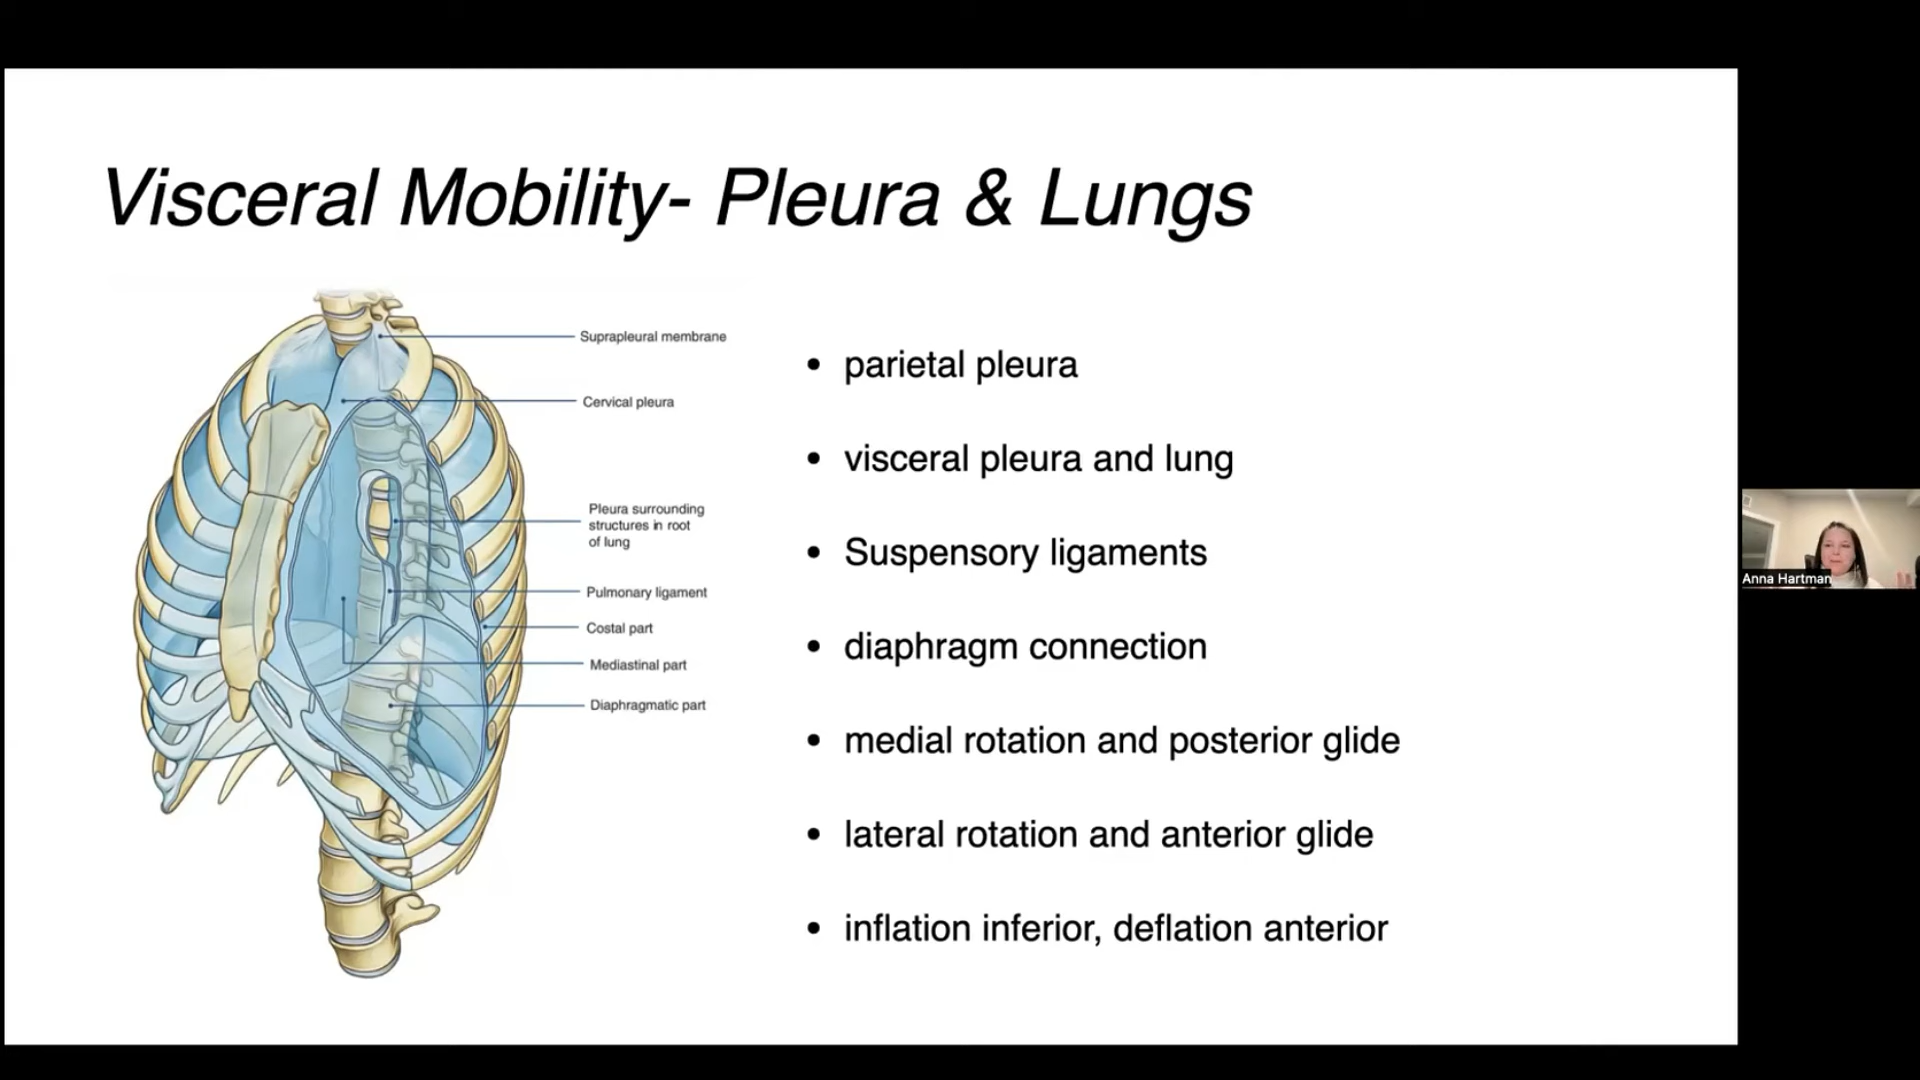 Visceral Mobility- Pleura & Lungs
Suprapleural membrane
Cervical pleura
Pleura surrounding
structures in root
of lung
Pulmonary ligament
Costal part
Mediastinal part
Diaphragmatic part
• parietal pleura
• visceral pleura and lung
• Suspensory ligaments
• diaphragm connection
• medial rotation and posterior glide
• lateral rotation and anterior glide
• inflation inferior, deflation anterior
Anna Hartman